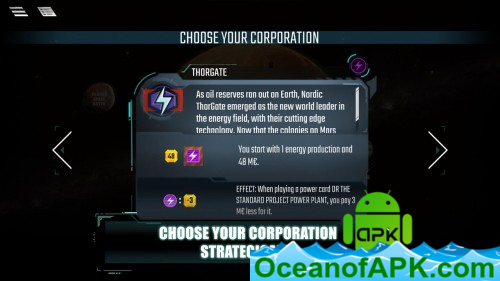 CHOOSE YOUR CORPORATION
THORGATE
As oil reserves ran out on Earth, Nordic
ThorGate emerged as the new world leader in
the energy field, with their cutting edge
technology. Now that the colonies on Mars
48
You start with 1 energy production and
48 M€.
: -3
EFFECT: When playing a power card OR THE
STANDARD PROJECT POWER PLANT, you pay 3
M€ less for it.
CHOOSE YOUR CORPORATION
apk
OceanofAPK.com